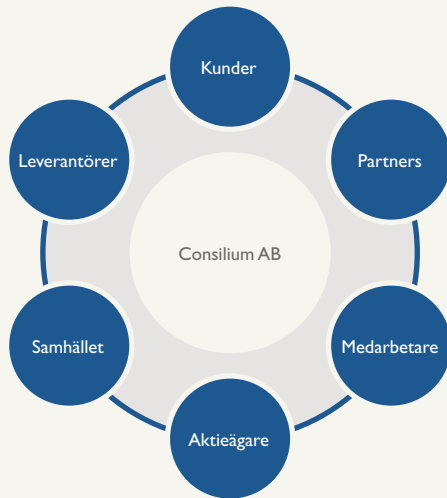 Kunder
Leverantörer
Partners
Consilium AB
Samhället
Medarbetare
Aktieägare